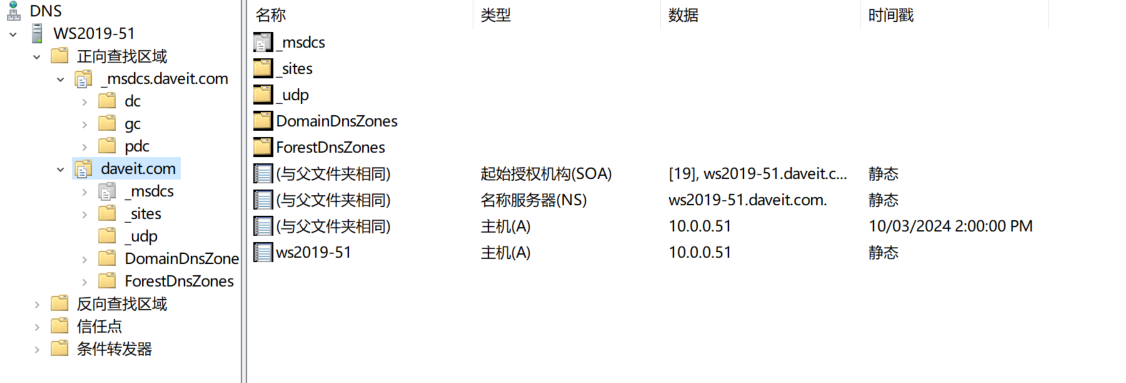 DNS
WS2019-51
正向查找区域
_msdcs.daveit.com
dc
gc
pdc
daveit.com
_msdcs
_sites
_udp
DomainDnsZone
ForestDnsZones
反向查找区域
信任点
条件转发器
名称 类型 数据 时间戳
_msdcs
_sites
_udp
DomainDnsZones
ForestDnsZones
(与父文件夹相同) 起始授权机构(SOA) [19], ws2019-51.daveit.c... 静态
(与父文件夹相同) 名称服务器(NS) ws2019-51.daveit.com. 静态
(与父文件夹相同) 主机(A) 10.0.0.51 10/03/2024 2:00:00 PM
ws2019-51 主机(A) 10.0.0.51 静态